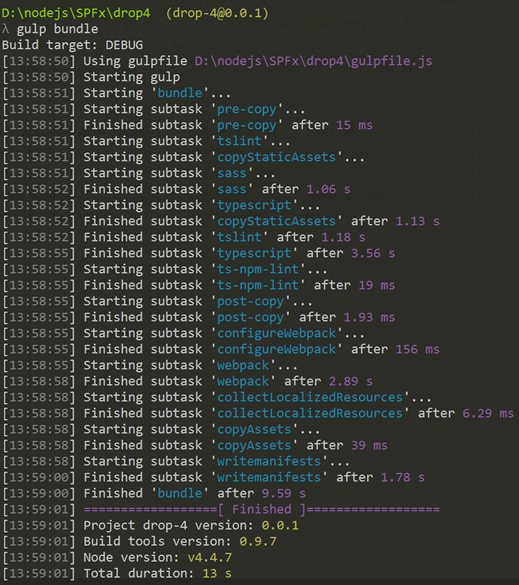 D:\nodejs\SPFx\drop4 (drop-4@0.0.1)
λ gulp bundle
Build target: DEBUG
[13:58:50] Using gulpfile D:\nodejs\SPFx\drop4\gulpfile.js
[13:58:50] Starting gulp
[13:58:51] Starting 'bundle'...
[13:58:51] Starting subtask 'pre-copy'...
[13:58:51] Finished subtask 'pre-copy' after 15 ms
[13:58:51] Starting subtask 'tslint'...
[13:58:51] Starting subtask 'copyStaticAssets'...
[13:58:51] Starting subtask 'sass'...
[13:58:52] Finished subtask 'sass' after 1.06 s
[13:58:52] Starting subtask 'typescript'...
[13:58:52] Finished subtask 'copyStaticAssets' after 1.13 s
[13:58:52] Finished subtask 'tslint' after 1.18 s
[13:58:55] Finished subtask 'typescript' after 3.56 s
[13:58:55] Starting subtask 'ts-npm-lint'...
[13:58:55] Finished subtask 'ts-npm-lint' after 19 ms
[13:58:55] Starting subtask 'post-copy'...
[13:58:55] Finished subtask 'post-copy' after 1.93 ms
[13:58:55] Starting subtask 'configureWebpack'...
[13:58:55] Finished subtask 'configureWebpack' after 156 ms
[13:58:55] Starting subtask 'webpack'...
[13:58:58] Finished subtask 'webpack' after 2.89 s
[13:58:58] Starting subtask 'collectLocalizedResources'...
[13:58:58] Finished subtask 'collectLocalizedResources' after 6.29 ms
[13:58:58] Starting subtask 'copyAssets'...
[13:58:58] Finished subtask 'copyAssets' after 39 ms
[13:58:58] Starting subtask 'writemanifests'...
[13:59:00] Finished subtask 'writemanifests' after 1.78 s
[13:59:00] Finished 'bundle' after 9.59 s
[13:59:01] ==================[ Finished ]==================
[13:59:01] Project drop-4 version: 0.0.1
[13:59:01] Build tools version: 0.9.7
[13:59:01] Node version: v4.4.7
[13:59:01] Total duration: 13 s